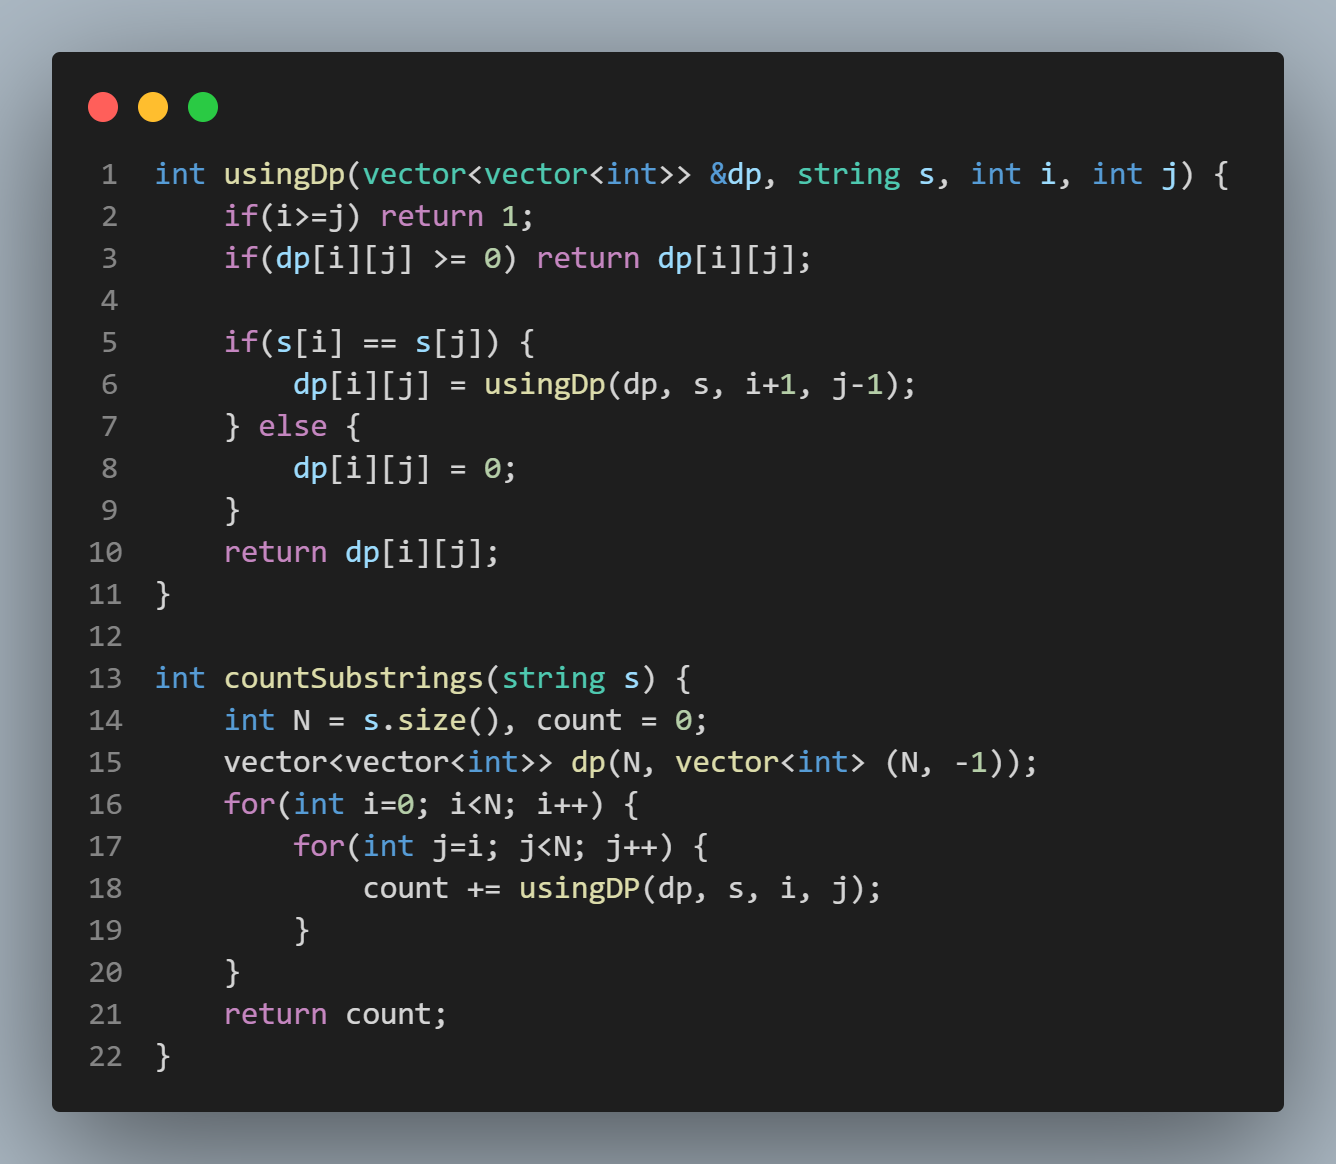 1 int usingDp(vector<vector<int>> &dp, string s, int i, int j) {
2     if(i>=j) return 1;
3     if(dp[i][j] >= 0) return dp[i][j];
4
5     if(s[i] == s[j]) {
6         dp[i][j] = usingDp(dp, s, i+1, j-1);
7     } else {
8         dp[i][j] = 0;
9     }
10     return dp[i][j];
11 }
12
13 int countSubstrings(string s) {
14     int N = s.size(), count = 0;
15     vector<vector<int>> dp(N, vector<int> (N, -1));
16     for(int i=0; i<N; i++) {
17         for(int j=i; j<N; j++) {
18             count += usingDP(dp, s, i, j);
19         }
20     }
21     return count;
22 }